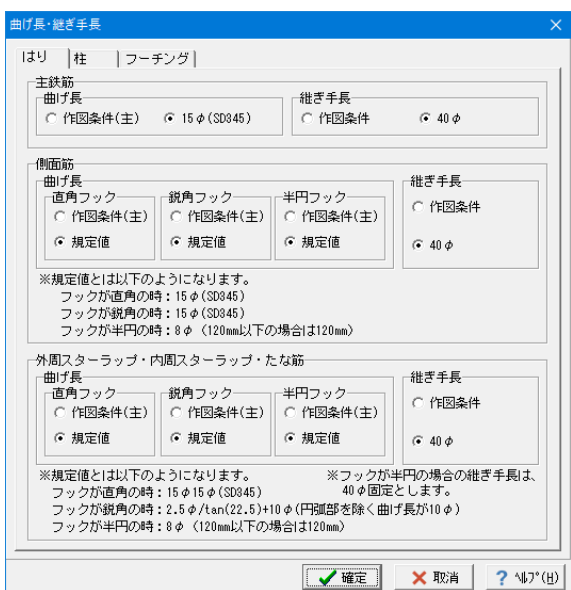 曲げ長・継ぎ手長
はり 柱 フーチング
主鉄筋
曲げ長 継ぎ手長
作図条件(主) 15φ(SD345) 作図条件 40φ
側面筋
曲げ長 継ぎ手長
直角フック 鋭角フック 半円フック
作図条件(主) 作図条件(主) 作図条件(主) 作図条件
規定値 規定値 規定値 40φ
※規定値とは以下のようになります。
フックが直角の時:15φ(SD345)
フックが鋭角の時:15φ(SD345)
フックが半円の時:8φ (120mm以下の場合は120mm)
外周スターラップ・内周スターラップ・たな筋
曲げ長 継ぎ手長
直角フック 鋭角フック 半円フック
作図条件(主) 作図条件(主) 作図条件(主) 作図条件
規定値 規定値 規定値 40φ
※規定値とは以下のようになります。 ※フックが半円の場合の継ぎ手長は、
フックが直角の時:15φ15φ(SD345) 40φ固定とします。
フックが鋭角の時:2.5φ/tan(22.5)+10φ(円弧部を除く曲げ長が10φ)
フックが半円の時:8φ (120mm以下の場合は120mm)
確定 取消 ? ヘルプ(H)